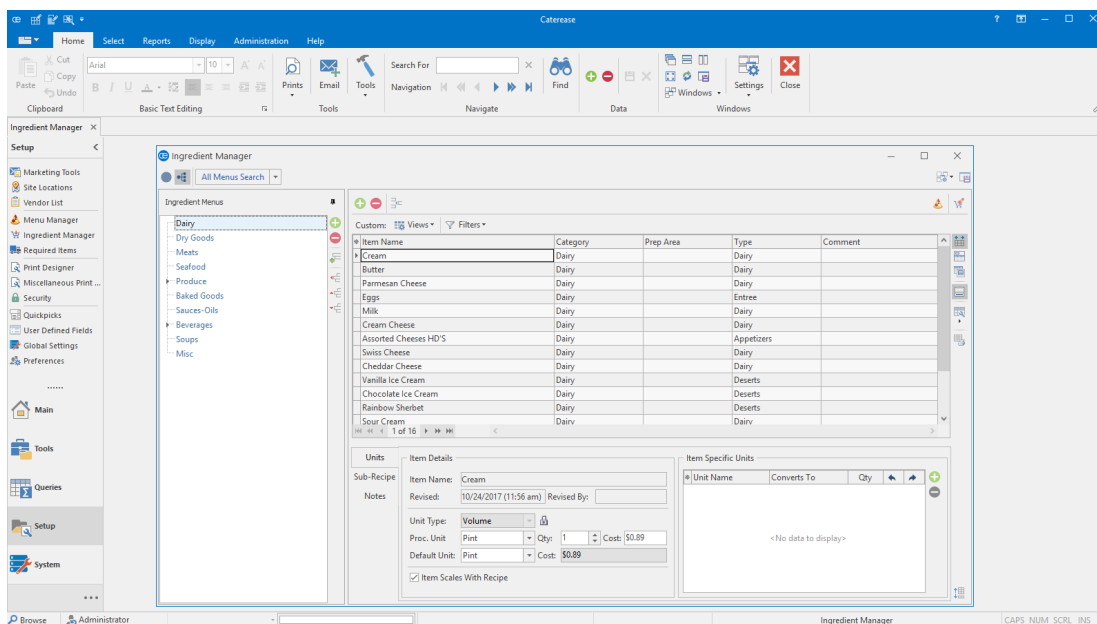 Caterease
Home Select Reports Display Administration Help
Cut
Copy
Undo
Paste
Clipboard
Arial 10
B I U A
Basic Text Editing
Prints Email Tools
Tools
Search For
Navigation
Navigate
Find
Data
Windows
Settings
Close
Windows
Ingredient Manager
Setup
Marketing Tools
Site Locations
Vendor List
Menu Manager
Ingredient Manager
Required Items
Print Designer
Miscellaneous Print ...
Security
Quickpicks
User Defined Fields
Global Settings
Preferences
......
Main
Tools
Queries
Setup
System
Ingredient Manager
All Menus Search
Ingredient Menus
Dairy
Dry Goods
Meats
Seafood
Produce
Baked Goods
Sauces-Oils
Beverages
Soups
Misc
Custom: Views Filters
Item Name Category Prep Area Type Comment
Cream Dairy Dairy
Butter Dairy Dairy
Parmesan Cheese Dairy Dairy
Eggs Dairy Entree
Milk Dairy Dairy
Cream Cheese Dairy Dairy
Assorted Cheeses HD'S Dairy Appetizers
Swiss Cheese Dairy Dairy
Cheddar Cheese Dairy Dairy
Vanilla Ice Cream Dairy Deserts
Chocolate Ice Cream Dairy Deserts
Rainbow Sherbet Dairy Deserts
Sour Cream Dairy Dairy
1 of 16
Units
Sub-Recipe
Notes
Item Details
Item Name: Cream
Revised: 10/24/2017 (11:56 am) Revised By:
Unit Type: Volume
Proc. Unit Pint Qty: 1 Cost: $0.89
Default Unit: Pint Cost: $0.89
Item Scales With Recipe
Item Specific Units
Unit Name Converts To Qty
<No data to display>
Browse Administrator Ingredient Manager CAPS NUM SCRL INS